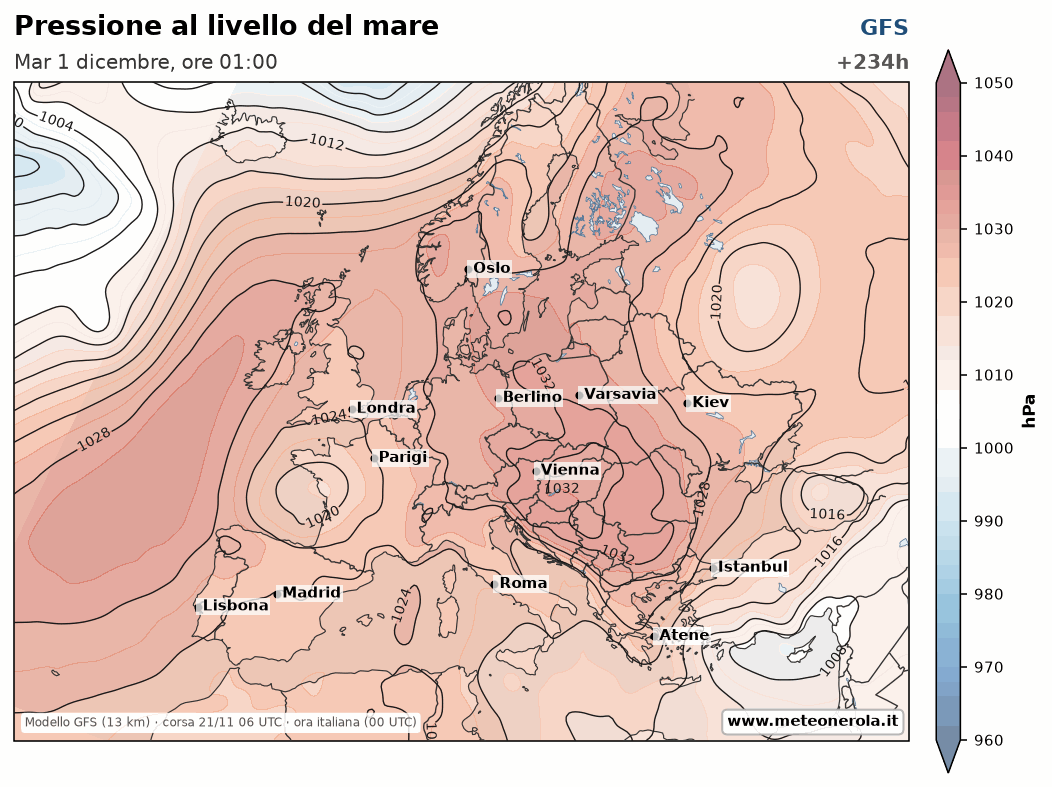 Pressione al livello del mare
GFS
Mar 1 dicembre, ore 01:00
+234h
1004
1012
1020
Oslo
1020
1032
Berlino
Varsavia
Kiev
1024
Londra
1028
Parigi
Vienna
1032
1028
1020
1016
1032
1016
Istanbul
Roma
Madrid
1024
Lisbona
Atene
1008
Modello GFS (13 km) · corsa 21/11 06 UTC · ora italiana (00 UTC)
www.meteonerola.it
1050
1040
1030
1020
1010
1000
990
980
970
960
hPa